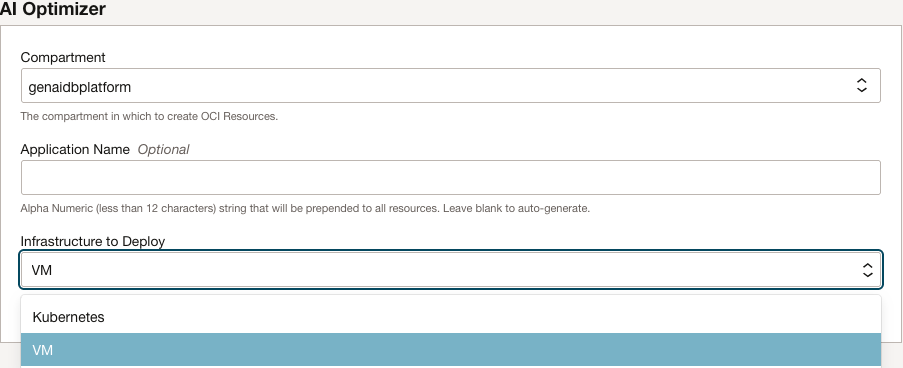 AI Optimizer
Compartment
genaidbplatform
The compartment in which to create OCI Resources.
Application Name Optional
Alpha Numeric (less than 12 characters) string that will be prepended to all resources. Leave blank to auto-generate.
Infrastructure to Deploy
VM
Kubernetes
VM